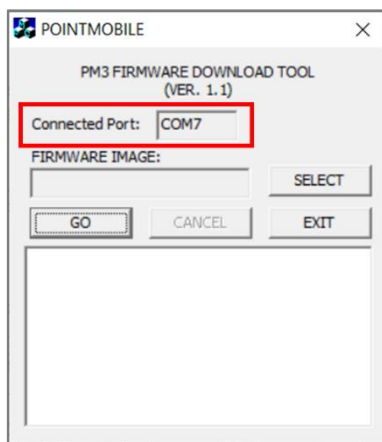 POINTMOBILE
PM3 FIRMWARE DOWNLOAD TOOL
(VER. 1.1)
Connected Port: COM7
FIRMWARE IMAGE:
SELECT
GO CANCEL EXIT